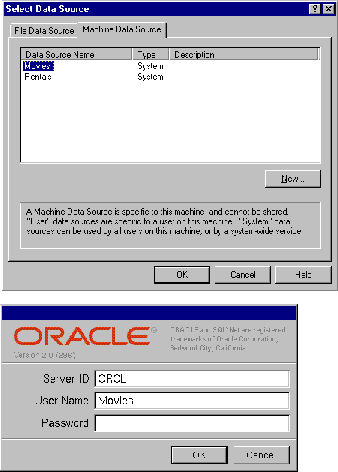 Select Data Source
File Data Source Machine Data Source
Data Source Name Type Description
Movies System
Rental System
New...
A Machine Data Source is specific to this machine, and cannot be shared.
"User" data sources are specific to a user on this machine. "System" data
sources can be used by all users on this machine, or by a system-wide service.
OK Cancel Help
ORACLE®
ORACLE and SQL*Net are registered
trademarks of Oracle Corporation,
Redwood City, California.
Version 2.0
Server ID ORCL
User Name Movies
Password
OK Cancel